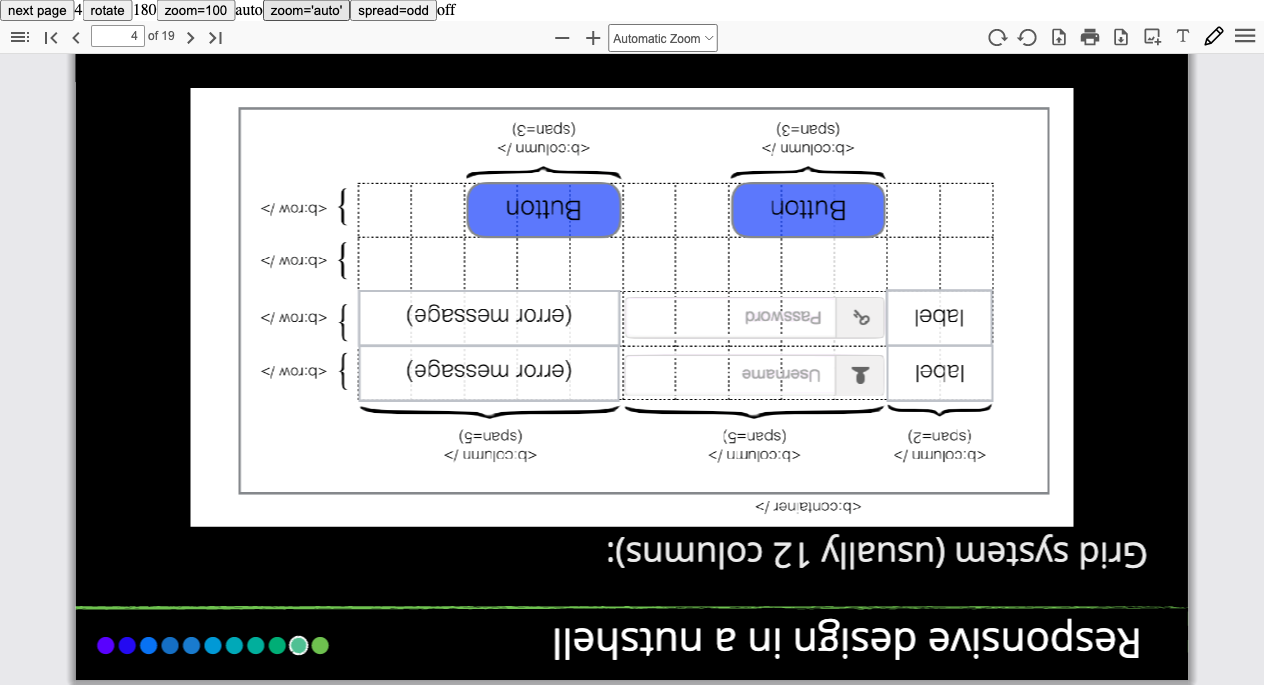 next page 4 rotate 180 zoom=100 auto zoom='auto' spread=odd off
4 of 19 Automatic Zoom T
Responsive design in a nutshell
Grid system (usually 12 columns):
<b:container />
<b:column /> <b:column /> <b:column />
(span=2) (span=5) (span=5)
label Username (error message) <b:row />
label Password (error message) <b:row />
<b:row />
Button Button <b:row />
<b:column /> <b:column />
(span=3) (span=3)